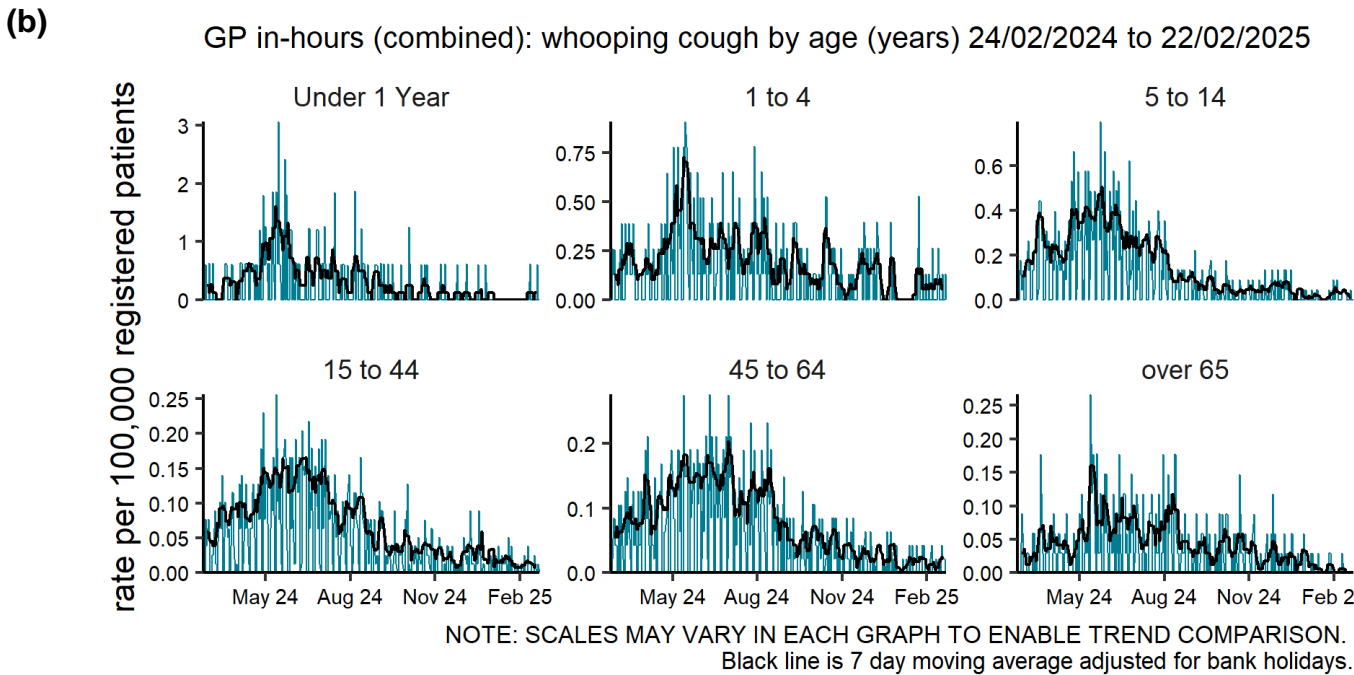 (b)
GP in-hours (combined): whooping cough by age (years) 24/02/2024 to 22/02/2025
rate per 100,000 registered patients
Under 1 Year
3
2
1
0
1 to 4
0.75
0.50
0.25
0.00
5 to 14
0.6
0.4
0.2
0.0
15 to 44
0.25
0.20
0.15
0.10
0.05
0.00
May 24 Aug 24 Nov 24 Feb 25
45 to 64
0.2
0.1
0.0
May 24 Aug 24 Nov 24 Feb 25
over 65
0.25
0.20
0.15
0.10
0.05
0.00
May 24 Aug 24 Nov 24 Feb 2
NOTE: SCALES MAY VARY IN EACH GRAPH TO ENABLE TREND COMPARISON.
Black line is 7 day moving average adjusted for bank holidays.